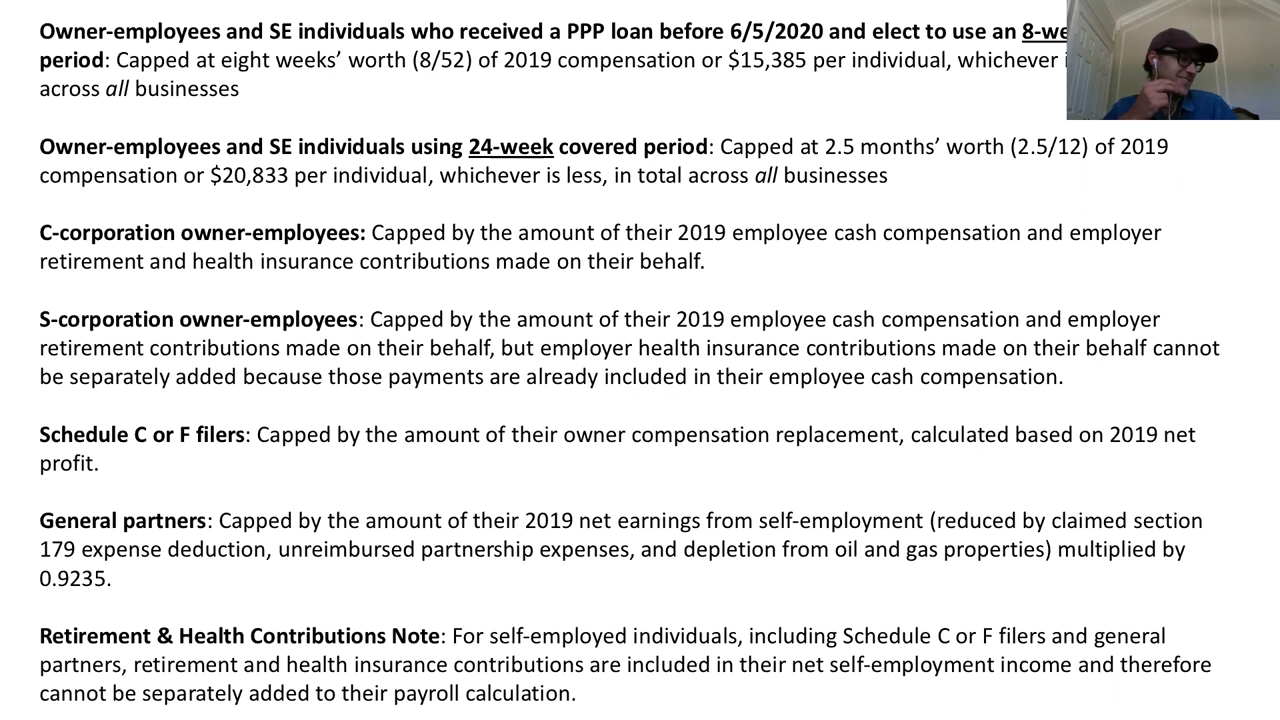 Owner-employees and SE individuals who received a PPP loan before 6/5/2020 and elect to use an
period: Capped at eight weeks’ worth (8/52) of 2019 compensation or $15,385 per individual, whichever
across all businesses
Owner-employees and SE individuals using 24-week covered period: Capped at 2.5 months’ worth (2.5/12) of 2019
compensation or $20,833 per individual, whichever is less, in total across all businesses
C-corporation owner-employees: Capped by the amount of their 2019 employee cash compensation and employer
retirement and health insurance contributions made on their behalf.
S-corporation owner-employees: Capped by the amount of their 2019 employee cash compensation and employer
retirement contributions made on their behalf, but employer health insurance contributions made on their behalf cannot
be separately added because those payments are already included in their employee cash compensation.
Schedule C or F filers: Capped by the amount of their owner compensation replacement, calculated based on 2019 net
profit.
General partners: Capped by the amount of their 2019 net earnings from self-employment (reduced by claimed section
179 expense deduction, unreimbursed partnership expenses, and depletion from oil and gas properties) multiplied by
0.9235.
Retirement & Health Contributions Note: For self-employed individuals, including Schedule C or F filers and general
partners, retirement and health insurance contributions are included in their net self-employment income and therefore
cannot be separately added to their payroll calculation.